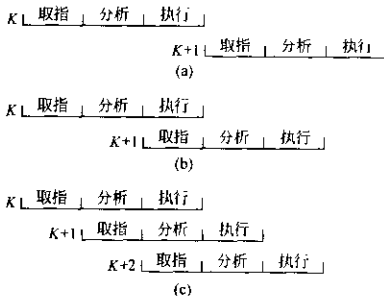 K 取指 分析 执行
K+1 取指 分析 执行
(a)
K 取指 分析 执行
K+1 取指 分析 执行
(b)
K 取指 分析 执行
K+1 取指 分析 执行
K+2 取指 分析 执行
(c)